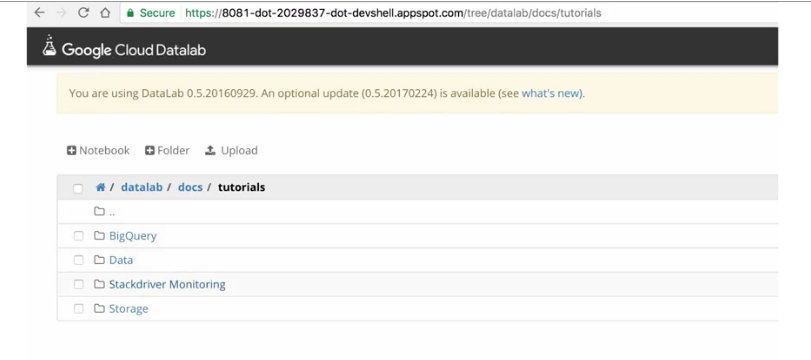 Secure https://8081-dot-2029837-dot-devshell.appspot.com/tree/datalab/docs/tutorials
Google Cloud Datalab
You are using DataLab 0.5.20160929. An optional update (0.5.20170224) is available (see what's new).
Notebook Folder Upload
/ datalab / docs / tutorials
..
BigQuery
Data
Stackdriver Monitoring
Storage